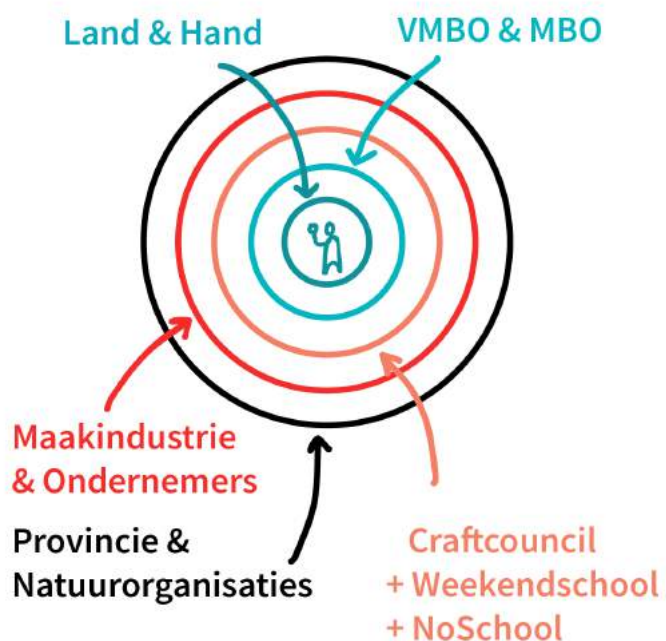 Land & Hand
VMBO & MBO
Maakindustrie
& Ondernemers
Provincie &
Natuurorganisaties
Craftcouncil
+ Weekendschool
+ NoSchool